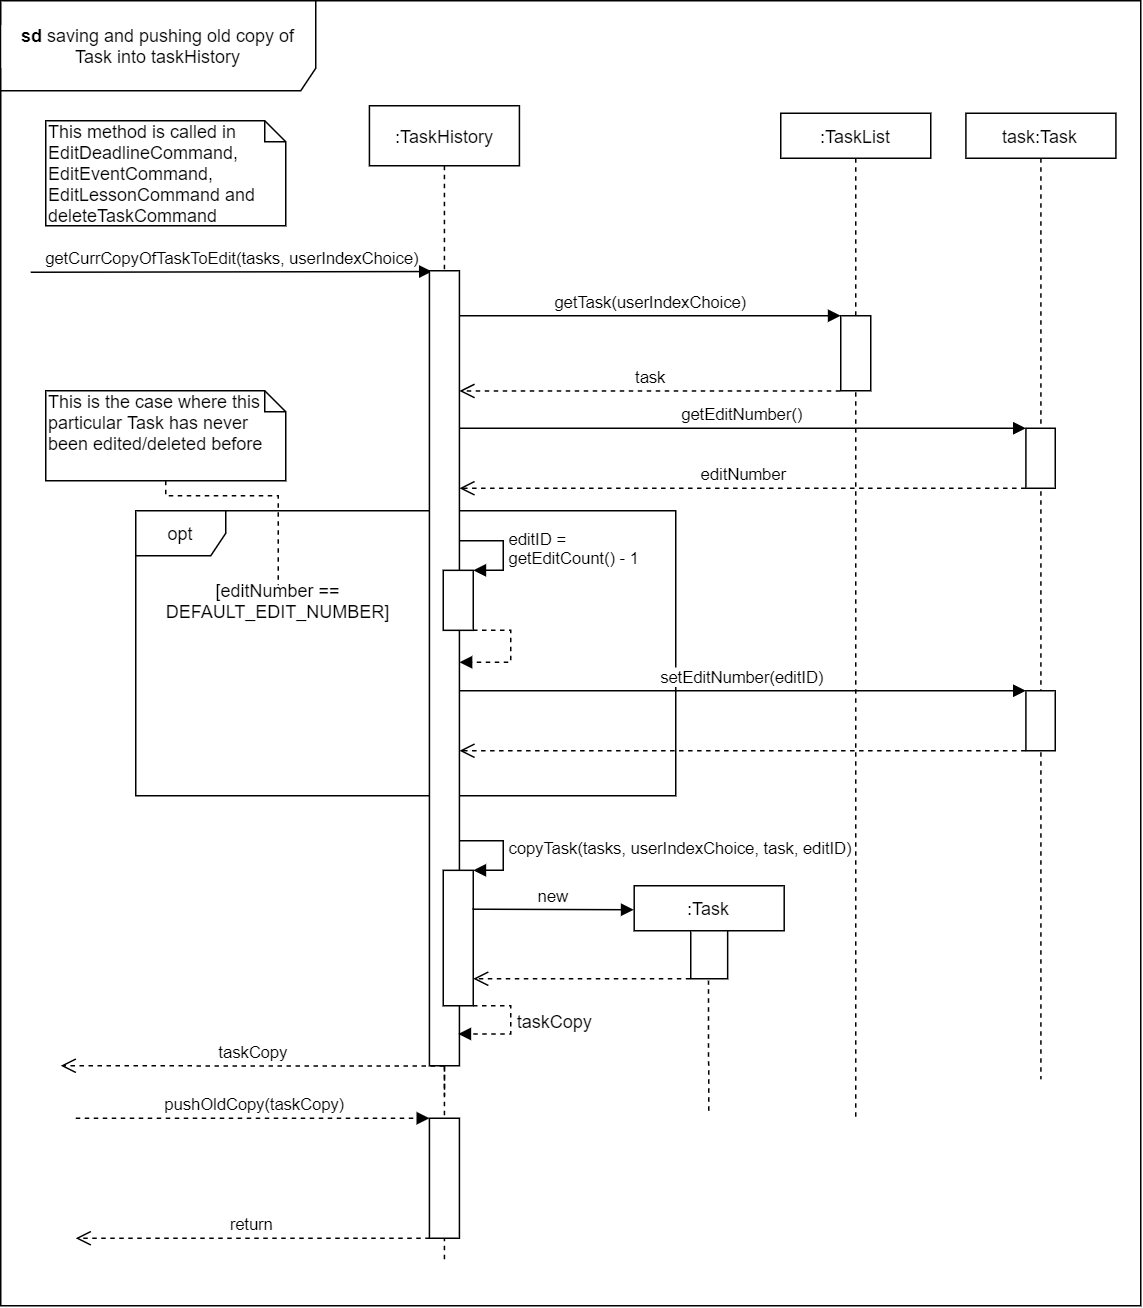 sd saving and pushing old copy of
Task into taskHistory
:TaskHistory
:TaskList
task:Task
This method is called in
EditDeadlineCommand,
EditEventCommand,
EditLessonCommand and
deleteTaskCommand
getCurrCopyOfTaskToEdit(tasks, userIndexChoice)
getTask(userIndexChoice)
task
This is the case where this
particular Task has never
been edited/deleted before
getEditNumber()
editNumber
opt
editID =
getEditCount() - 1
[editNumber ==
DEFAULT_EDIT_NUMBER]
setEditNumber(editID)
copyTask(tasks, userIndexChoice, task, editID)
new
:Task
taskCopy
taskCopy
pushOldCopy(taskCopy)
return